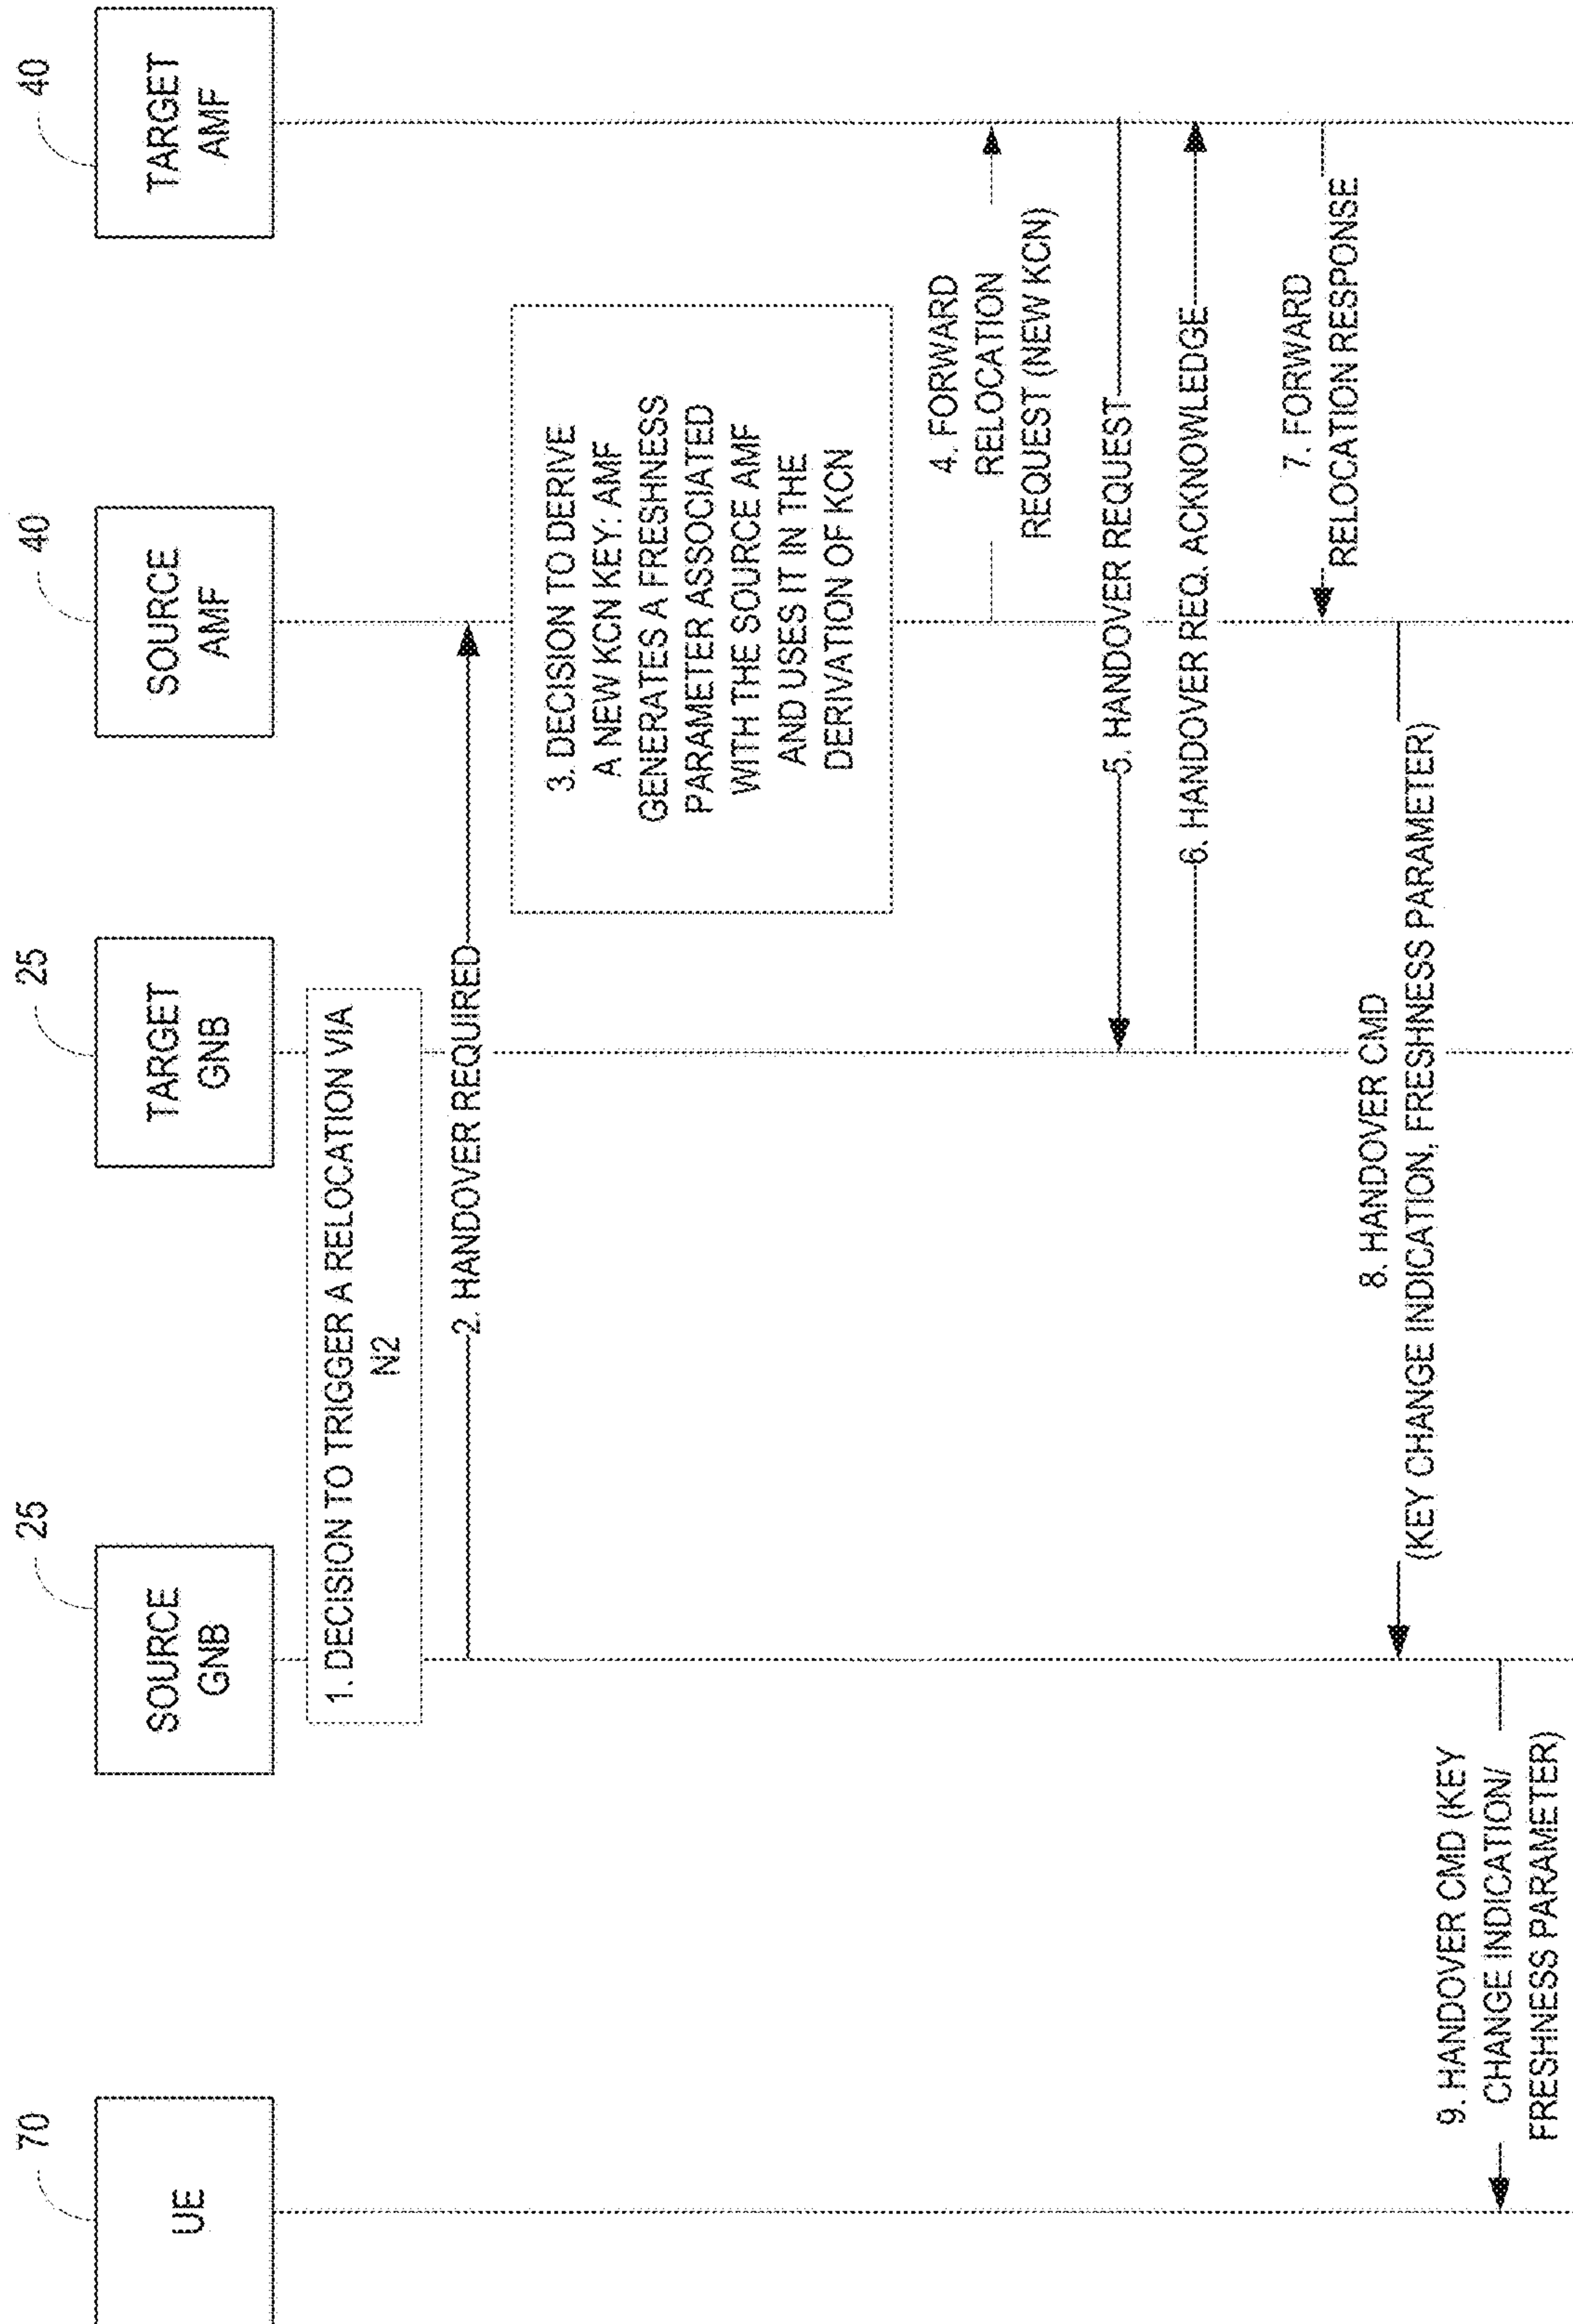 70
25
25
40
40
UE
SOURCE
GNB
TARGET
GNB
SOURCE
AMF
TARGET
AMF
1. DECISION TO TRIGGER A RELOCATION VIA
N2
2. HANDOVER REQUIRED
3. DECISION TO DERIVE
A NEW KCN KEY: AMF
GENERATES A FRESHNESS
PARAMETER ASSOCIATED
WITH THE SOURCE AMF
AND USES IT IN THE
DERIVATION OF KCN
4. FORWARD
RELOCATION
REQUEST (NEW KCN)
5. HANDOVER REQUEST
6. HANDOVER REQ. ACKNOWLEDGE
7. FORWARD
RELOCATION RESPONSE
8. HANDOVER CMD
(KEY CHANGE INDICATION, FRESHNESS PARAMETER)
9. HANDOVER CMD (KEY
CHANGE INDICATION/
FRESHNESS PARAMETER)